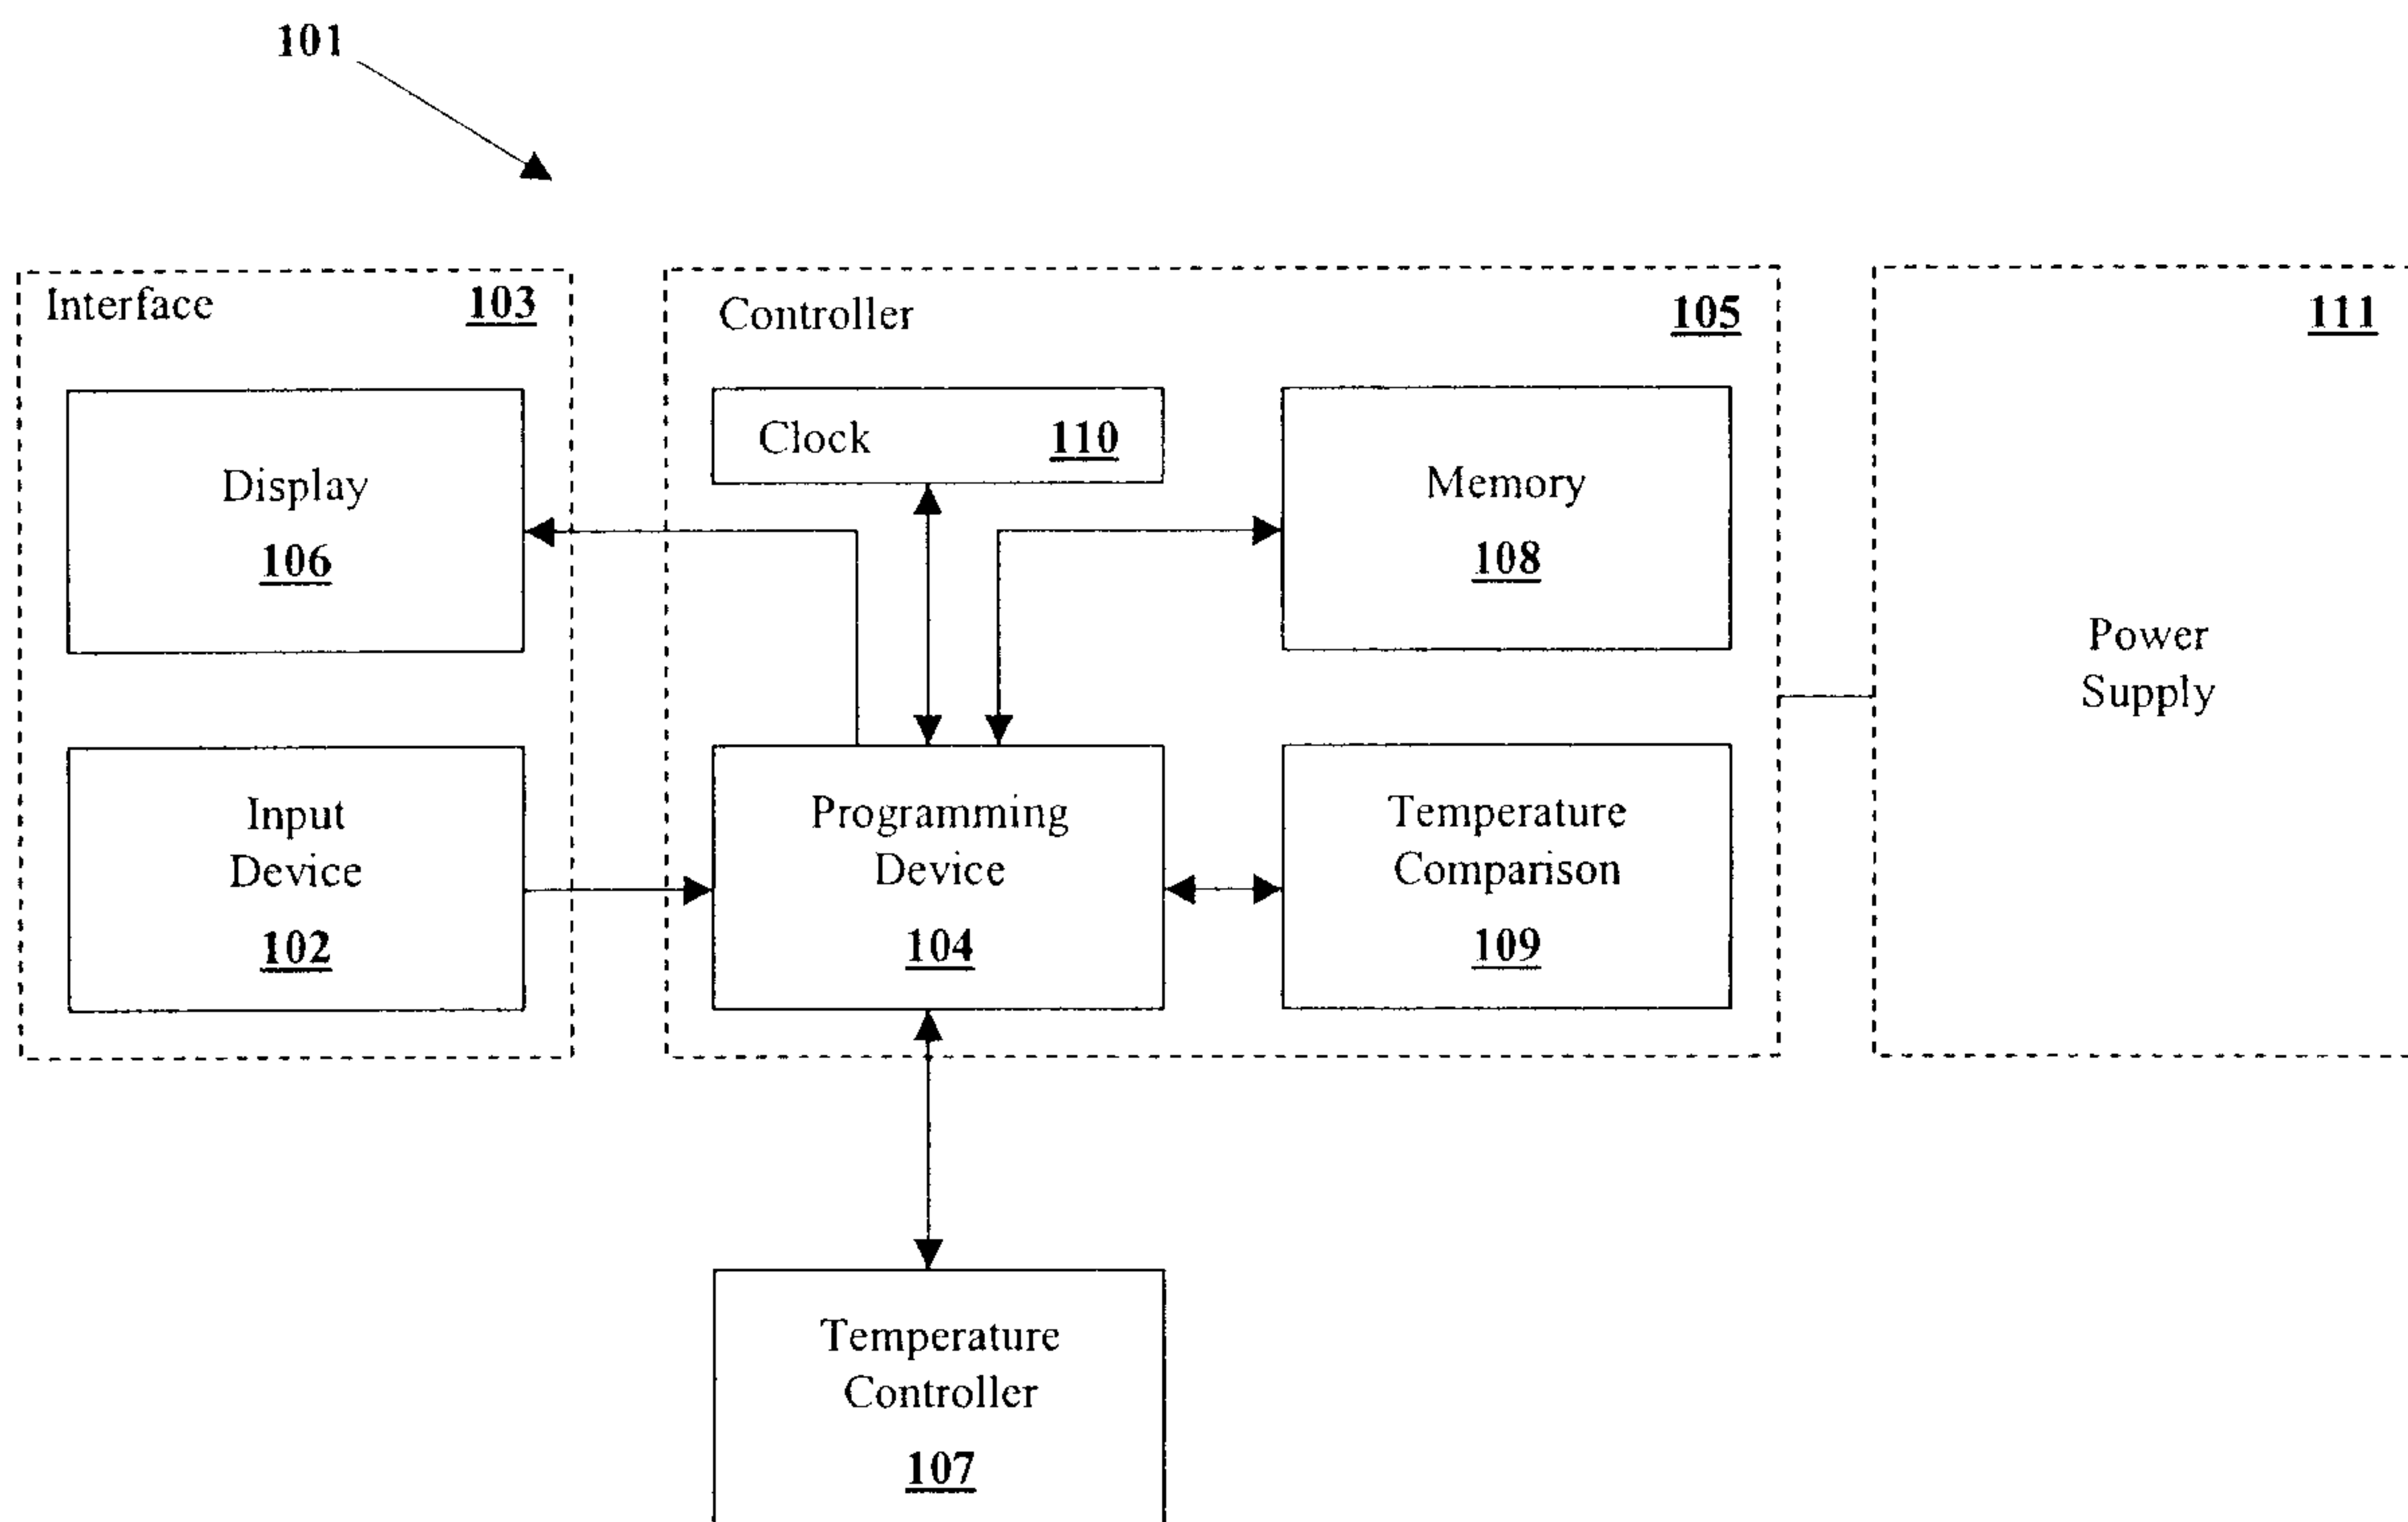 101
Interface 103
Controller 105
111
Display
106
Clock 110
Memory
108
Power
Supply
Input
Device
102
Programming
Device
104
Temperature
Comparison
109
Temperature
Controller
107